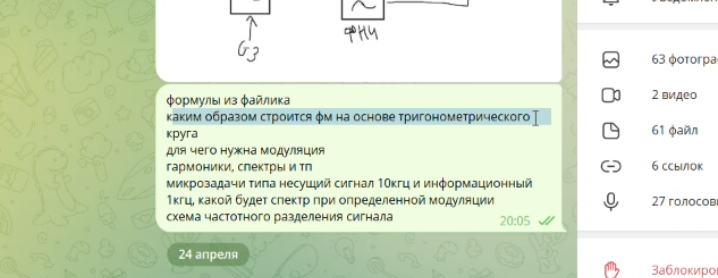 G3
ФНЧ
формулы из файлика
каким образом строится фм на основе тригонометрического
круга
для чего нужна модуляция
гармоники, спектры и тп
микрозадачи типа несущий сигнал 10кгц и информационный
1кгц, какой будет спектр при определенной модуляции
схема частотного разделения сигнала
20:05
24 апреля
63 фотогра
2 видео
61 файл
6 ссылок
27 голосов
Заблокиро